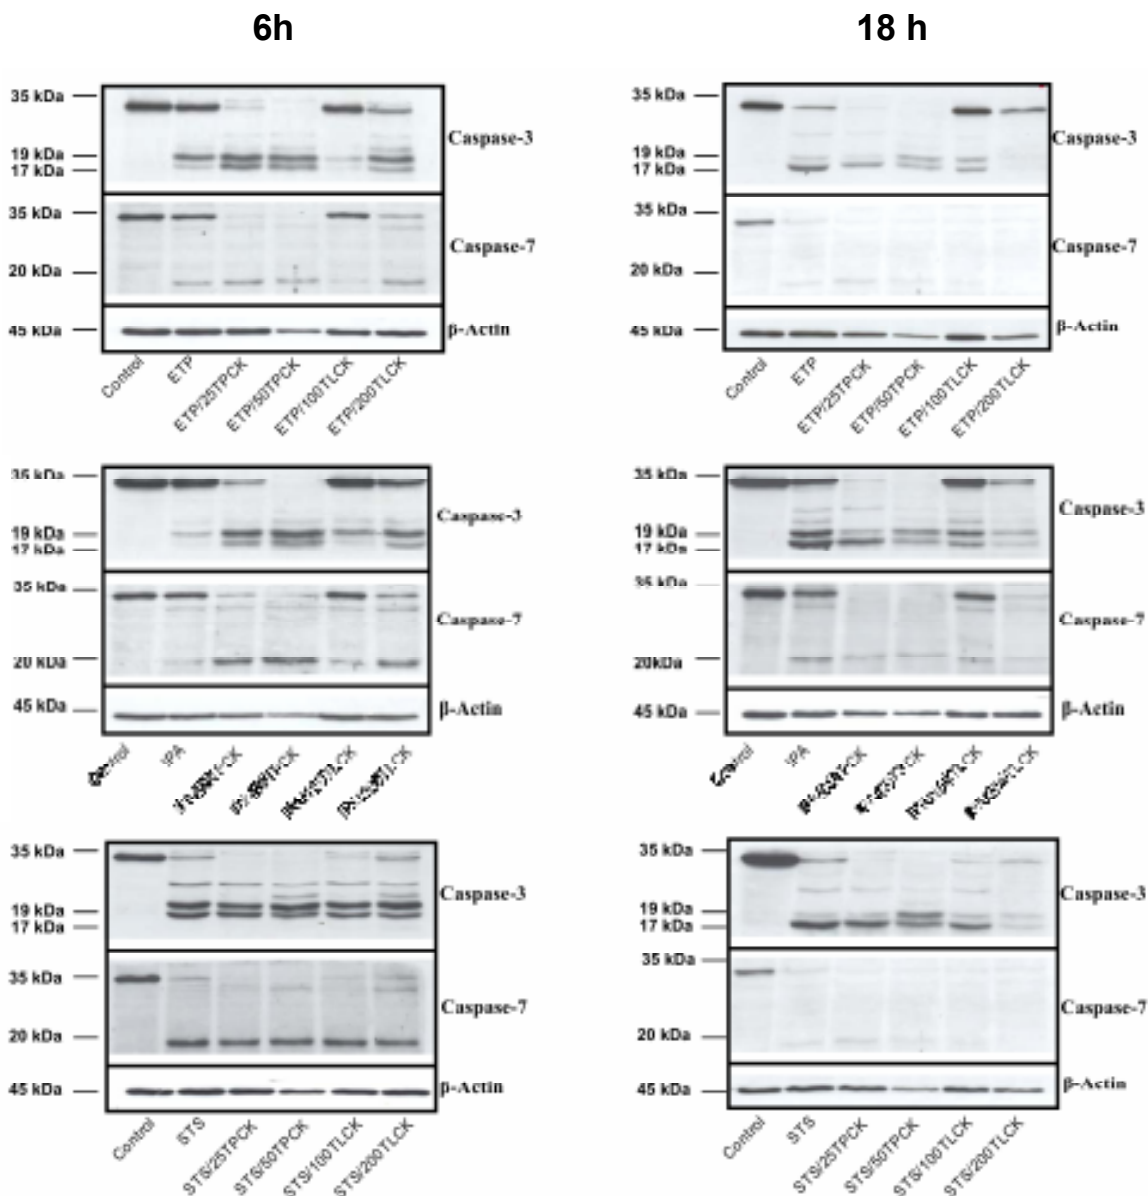 6h
18 h
35 kDa
19 kDa
17 kDa
Caspase-3
35 kDa
20 kDa
Caspase-7
45 kDa
β-Actin
Control
ETP
ETP/25TPCK
ETP/50TPCK
ETP/100TLCK
ETP/200TLCK
35 kDa
19 kDa
17 kDa
Caspase-3
35 kDa
20 kDa
Caspase-7
45 kDa
β-Actin
Control
ETP
ETP/25TPCK
ETP/50TPCK
ETP/100TLCK
ETP/200TLCK
35 kDa
19 kDa
17 kDa
Caspase-3
35 kDa
20 kDa
Caspase-7
45 kDa
β-Actin
35 kDa
19 kDa
17 kDa
Caspase-3
35 kDa
20kDa
Caspase-7
45 kDa
β-Actin
35 kDa
19 kDa
17 kDa
Caspase-3
35 kDa
20 kDa
Caspase-7
45 kDa
β-Actin
Control
STS
STS/25TPCK
STS/50TPCK
STS/100TLCK
STS/200TLCK
35 kDa
19 kDa
17 kDa
Caspase-3
35 kDa
20 kDa
Caspase-7
45 kDa
β-Actin
Control
STS
STS/25TPCK
STS/50TPCK
STS/100TLCK
STS/200TLCK